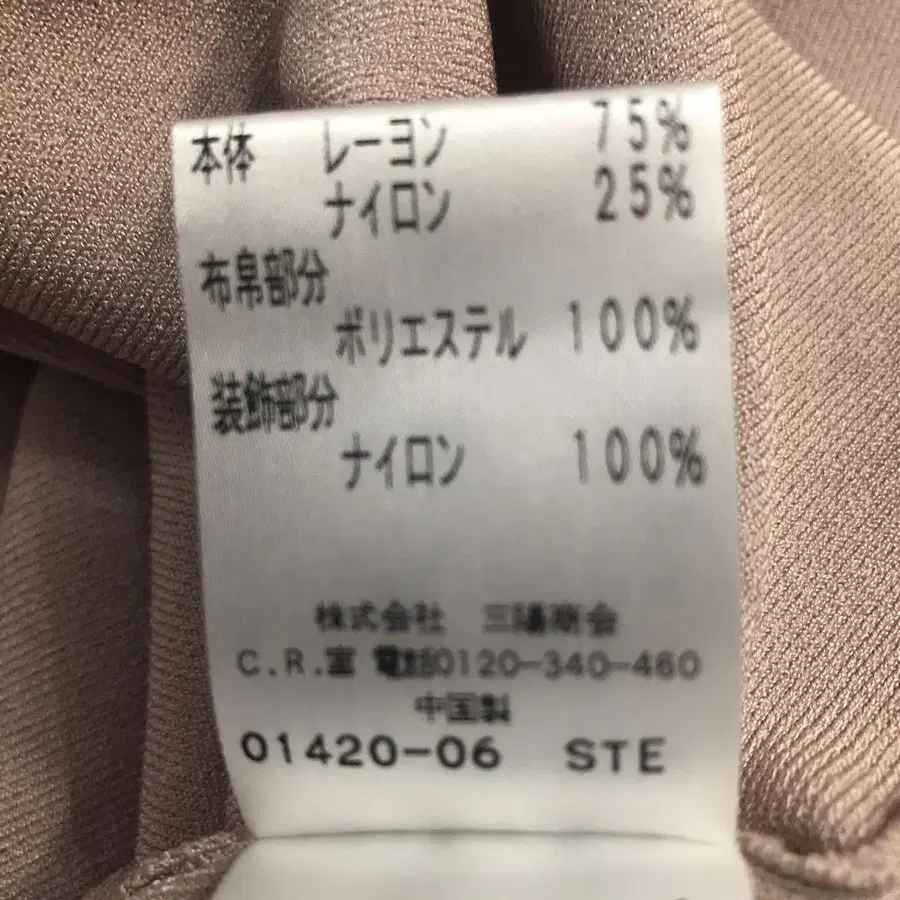 本体 レーヨン 75%
ナイロン 25%
布帛部分
ポリエステル 100%
装飾部分
ナイロン 100%
株式会社 三陽商会
C.R.室 電話0120-340-460
中国製
01420-06 STE